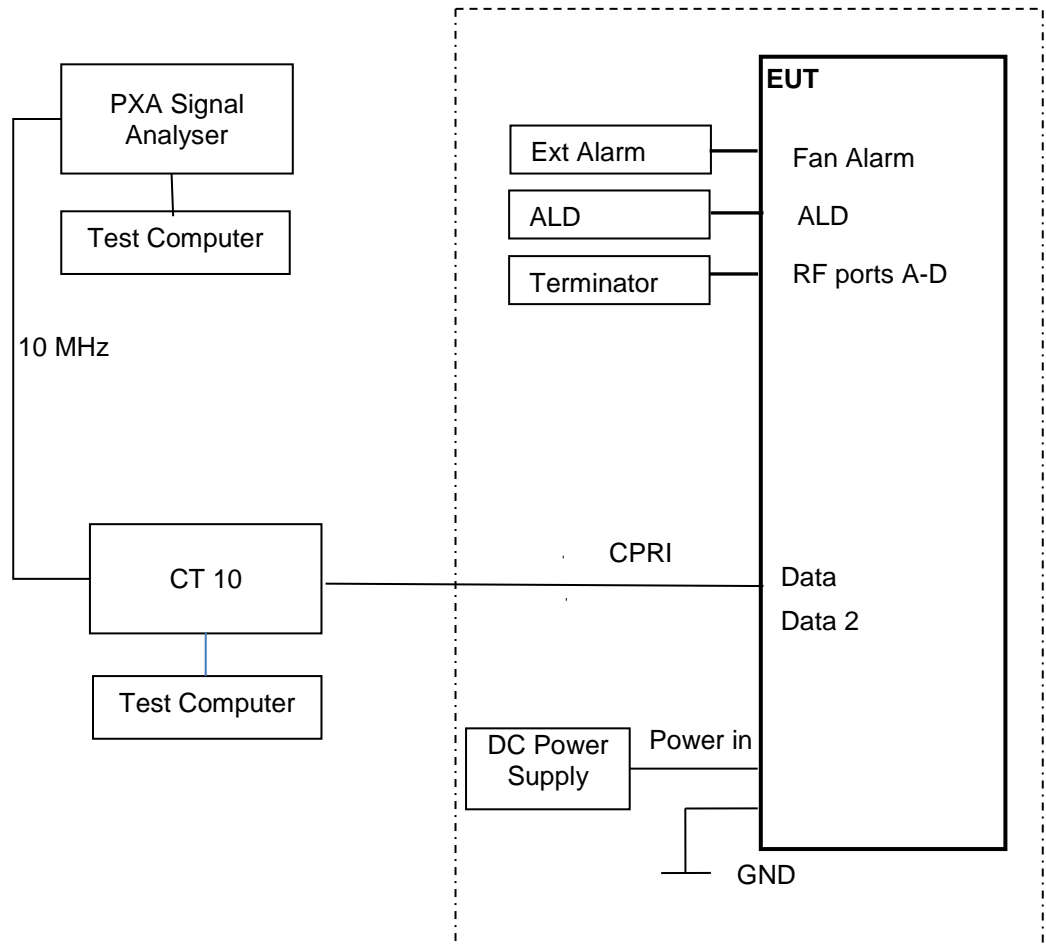 PXA Signal
Analyser
Test Computer
10 MHz
CT 10
Test Computer
EUT
Ext Alarm
Fan Alarm
ALD
ALD
Terminator
RF ports A-D
CPRI
Data
Data 2
DC Power
Supply
Power in
GND